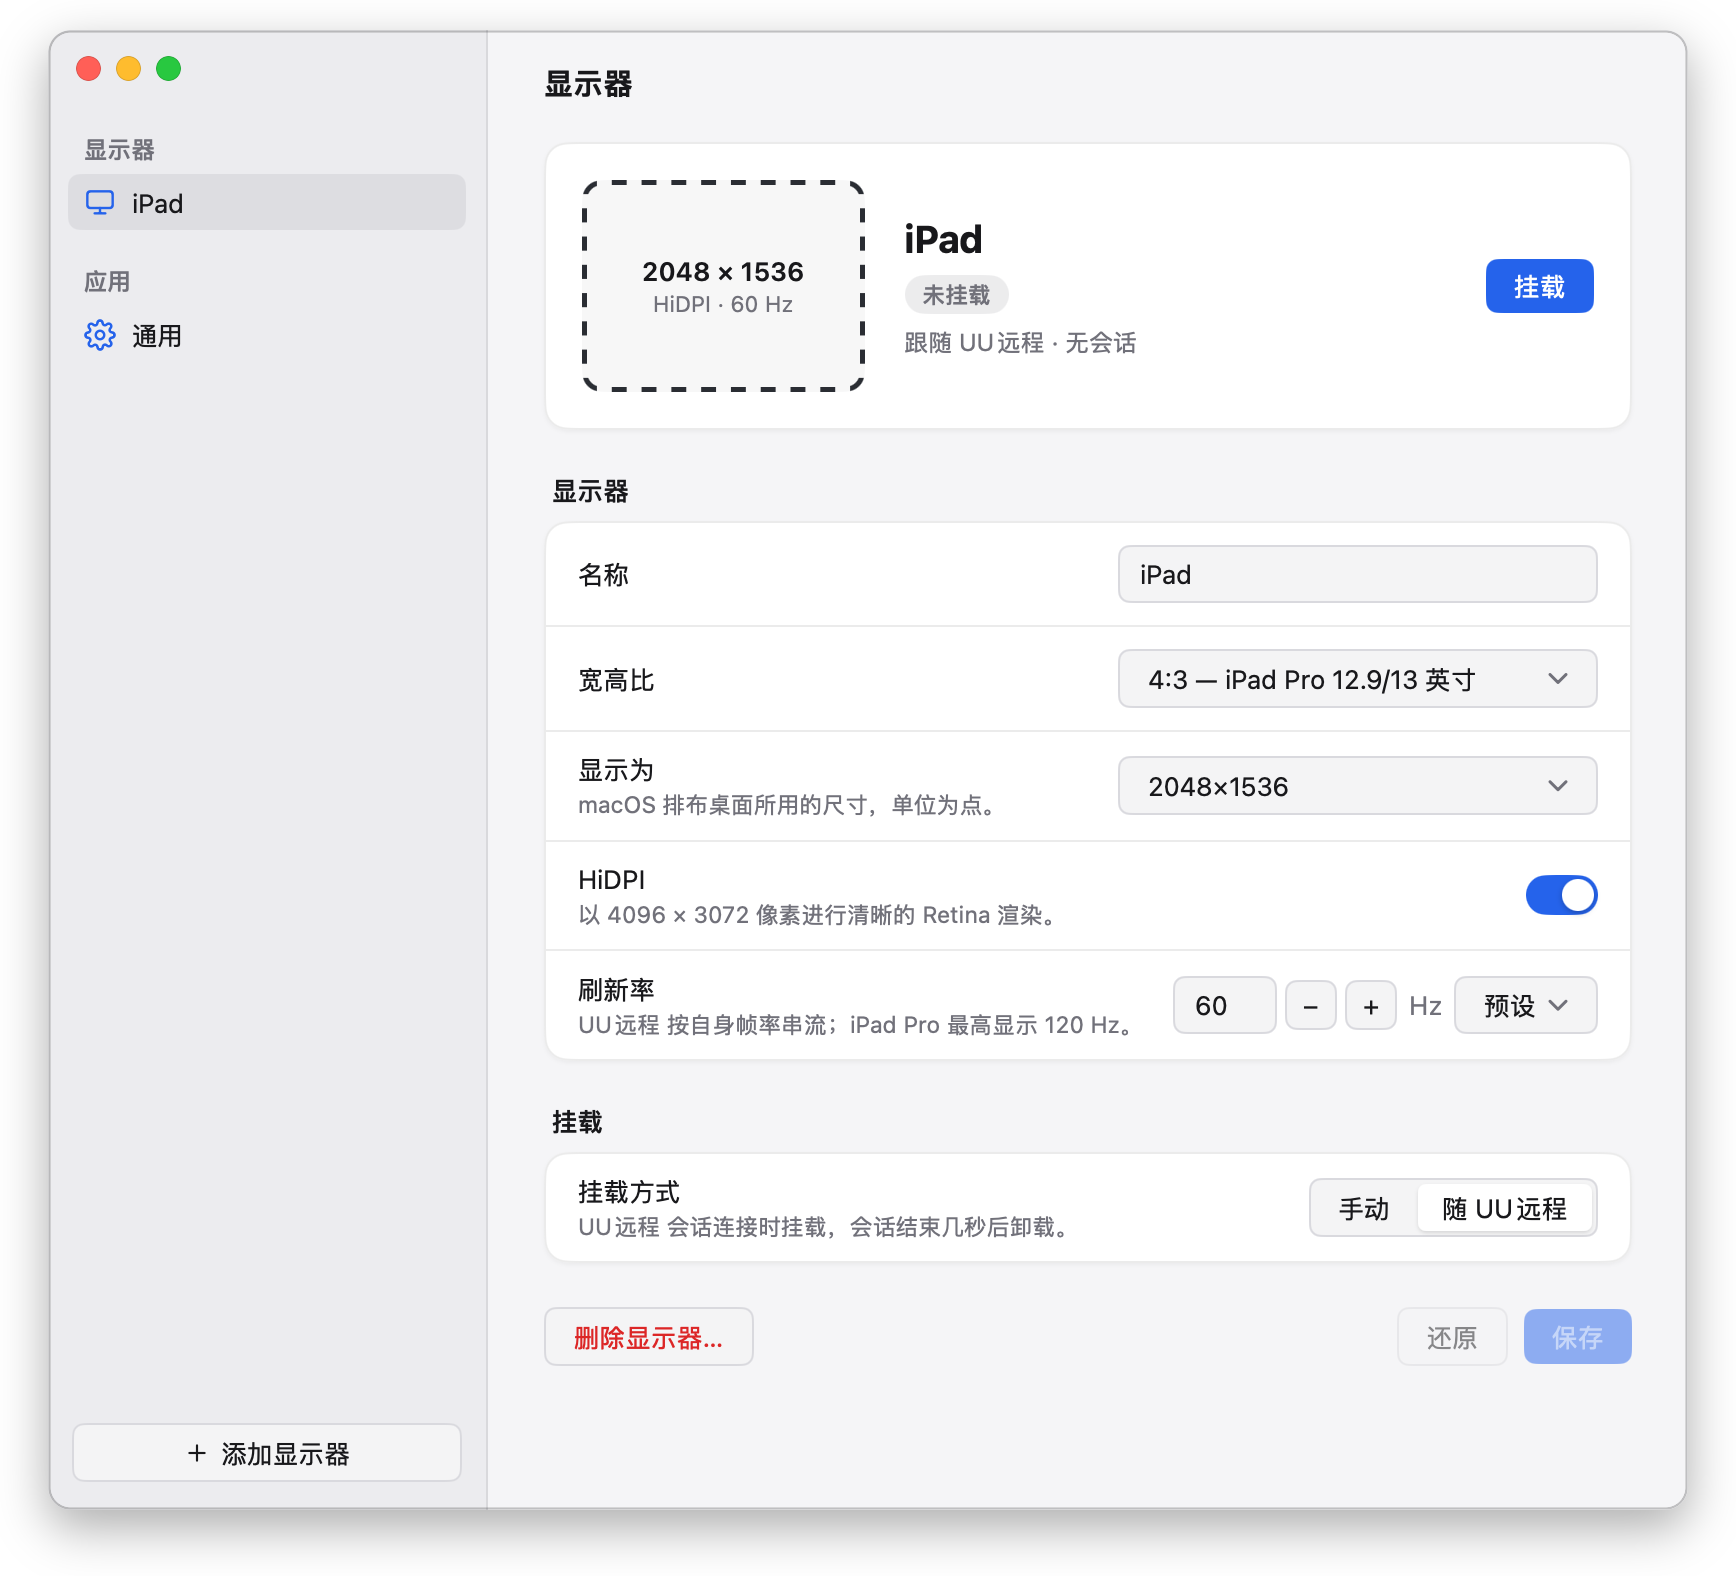 显示器
iPad
应用
通用
添加显示器
显示器
2048 × 1536
HiDPI · 60 Hz
iPad
未挂载
跟随 UU远程 · 无会话
挂载
显示器
名称
iPad
宽高比
4:3 — iPad Pro 12.9/13 英寸
显示为
macOS 排布桌面所用的尺寸，单位为点。
2048×1536
HiDPI
以 4096 × 3072 像素进行清晰的 Retina 渲染。
刷新率
UU远程 按自身帧率串流；iPad Pro 最高显示 120 Hz。
60
−
+
Hz
预设
挂载
挂载方式
UU远程 会话连接时挂载，会话结束几秒后卸载。
手动
随 UU远程
删除显示器...
还原
保存